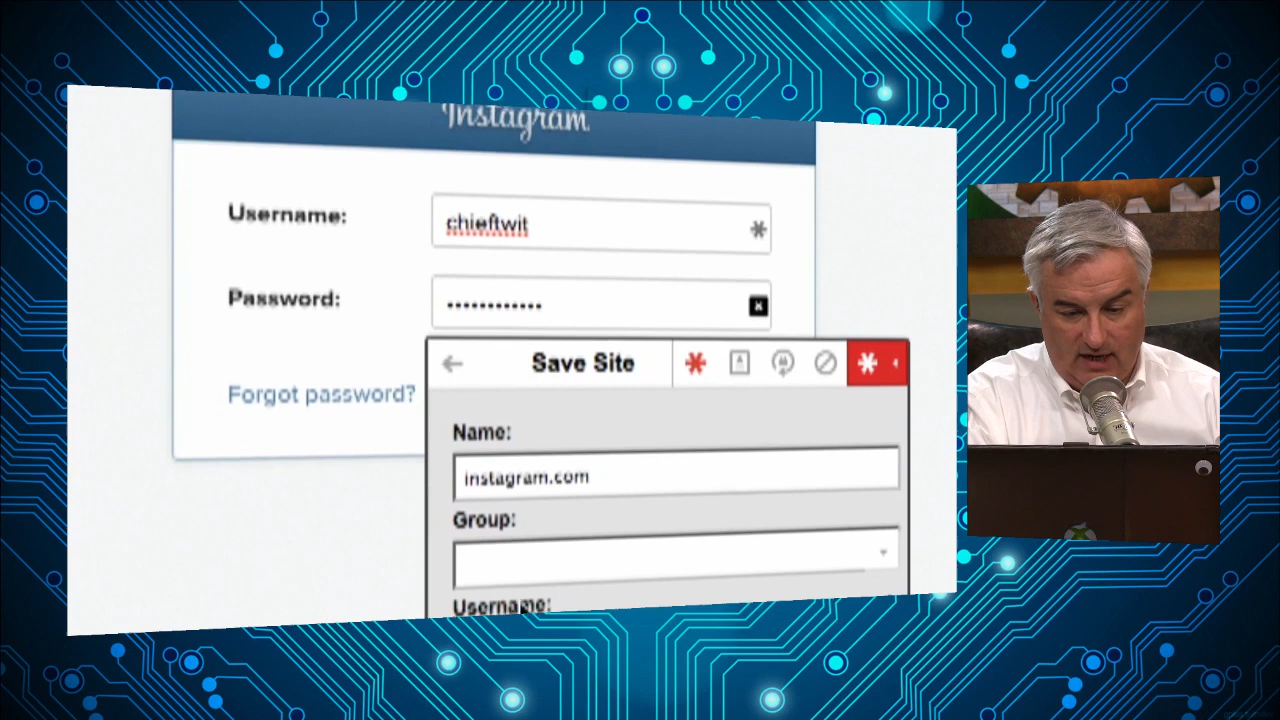 Instagram
Username:
chieftwit
Password:
Forgot password?
Save Site
Name:
instagram.com
Group:
Username: